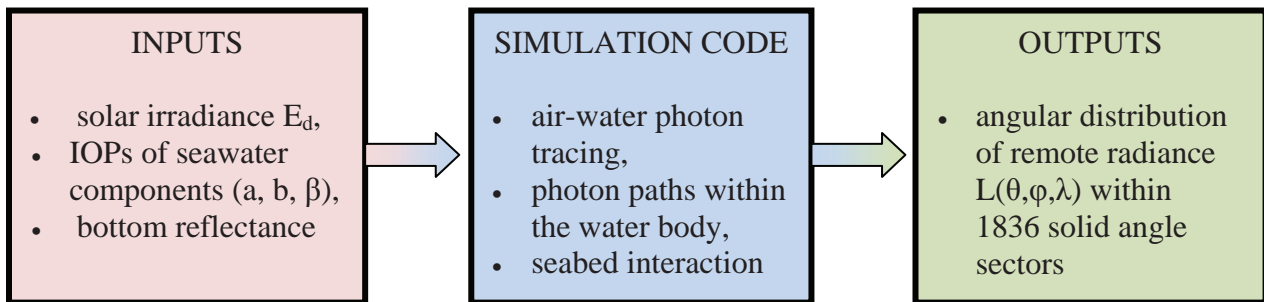 INPUTS
• solar irradiance Ed,
• IOPs of seawater
components (a, b, β),
• bottom reflectance
SIMULATION CODE
• air-water photon
tracing,
• photon paths within
the water body,
• seabed interaction
OUTPUTS
• angular distribution
of remote radiance
L(θ,φ,λ) within
1836 solid angle
sectors